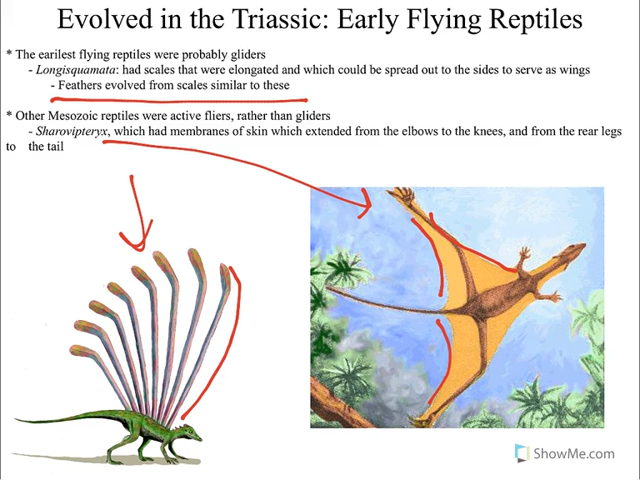 Evolved in the Triassic: Early Flying Reptiles
* The earilest flying reptiles were probably gliders
- Longisquamata: had scales that were elongated and which could be spread out to the sides to serve as wings
- Feathers evolved from scales similar to these
* Other Mesozoic reptiles were active fliers, rather than gliders
- Sharovipteryx, which had membranes of skin which extended from the elbows to the knees, and from the rear legs
to the tail
ShowMe.com